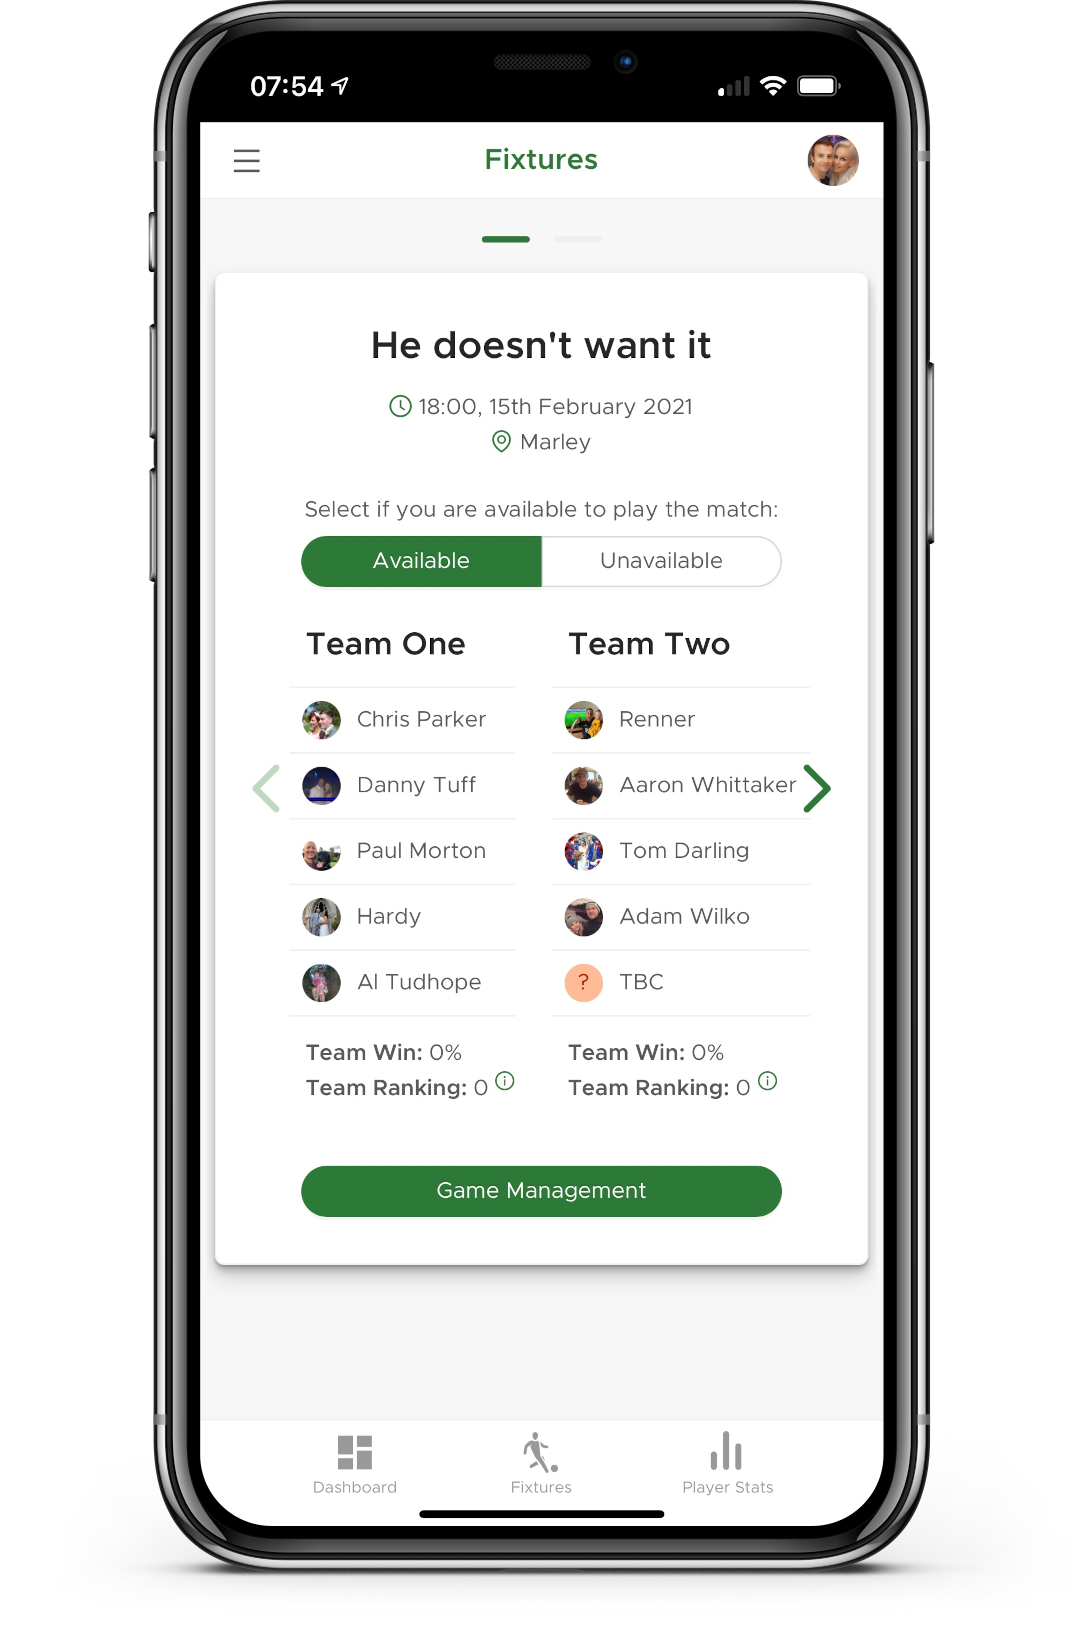 07:54
Fixtures
He doesn't want it
18:00, 15th February 2021
Marley
Select if you are available to play the match:
Available
Unavailable
Team One
Chris Parker
Danny Tuff
Paul Morton
Hardy
Al Tudhope
Team Win: 0%
Team Ranking: 0
Team Two
Renner
Aaron Whittaker
Tom Darling
Adam Wilko
? TBC
Team Win: 0%
Team Ranking: 0
Game Management
Dashboard
Fixtures
Player Stats